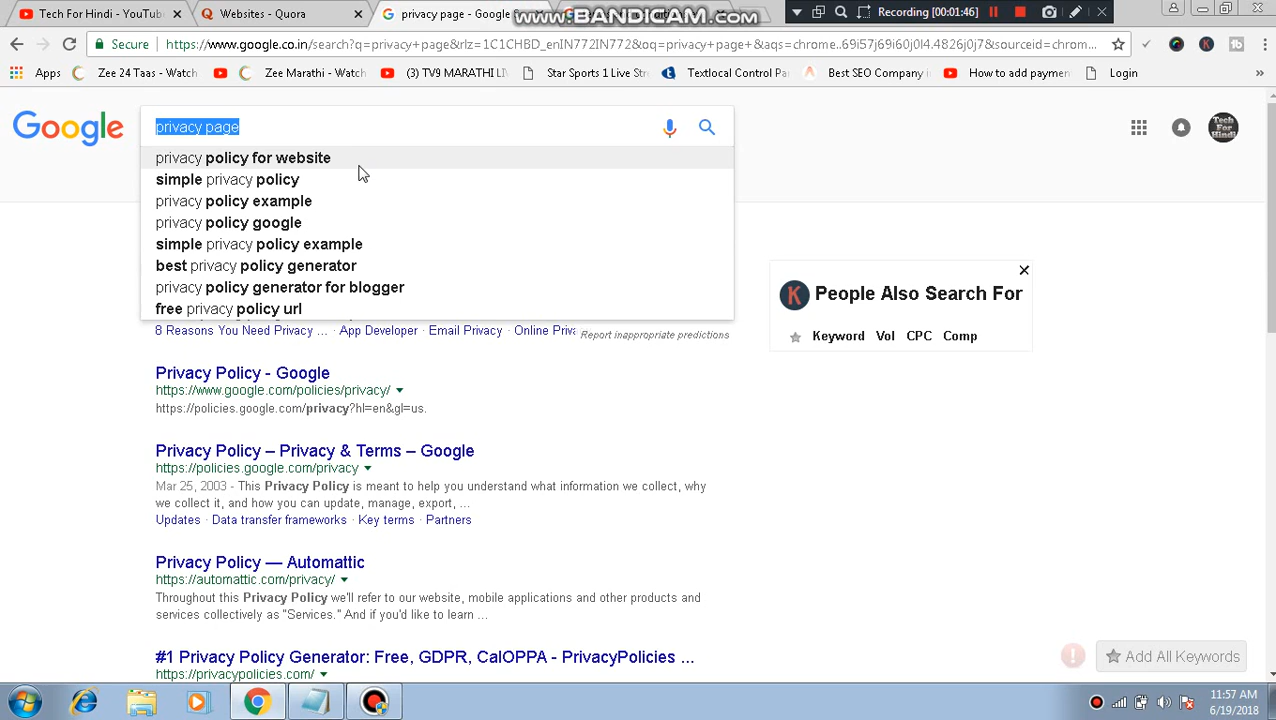 Tech For Hindi - YouTube
Websites - Quora
privacy page - Google
www.BANDICAM.com
Recording [00:01:46]
Secure
https://www.google.co.in/search?q=privacy+page&rlz=1C1CHBD_enIN772IN772&oq=privacy+page+&aqs=chrome..69i57j69i60j0l4.4826j0j7&sourceid=chrom...
Apps
Zee 24 Taas - Watch
Zee Marathi - Watch
(3) TV9 MARATHI LIV
Star Sports 1 Live Str
Textlocal Control Pa
Best SEO Company i
How to add paymen
Login
»
Google
privacy page
Tech For Hindi
privacy policy for website
simple privacy policy
privacy policy example
privacy policy google
simple privacy policy example
best privacy policy generator
privacy policy generator for blogger
free privacy policy url
8 Reasons You Need Privacy ... · App Developer · Email Privacy · Online Priva
Report inappropriate predictions
K People Also Search For
Keyword Vol CPC Comp
Privacy Policy - Google
https://www.google.com/policies/privacy/
https://policies.google.com/privacy?hl=en&gl=us.
Privacy Policy – Privacy & Terms – Google
https://policies.google.com/privacy
Mar 25, 2003 - This Privacy Policy is meant to help you understand what information we collect, why
we collect it, and how you can update, manage, export, ...
Updates · Data transfer frameworks · Key terms · Partners
Privacy Policy — Automattic
https://automattic.com/privacy/
Throughout this Privacy Policy we'll refer to our website, mobile applications and other products and
services collectively as "Services." And if you'd like to learn ...
#1 Privacy Policy Generator: Free, GDPR, CalOPPA - PrivacyPolicies ...
https://privacypolicies.com/
Add All Keywords
11:57 AM
6/19/2018